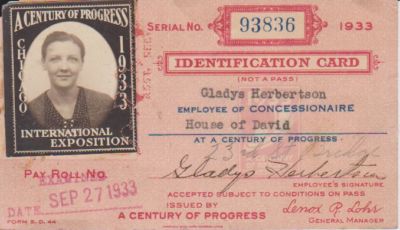 A CENTURY OF PROGRESS
CHICAGO
1933
INTERNATIONAL
EXPOSITION
SERIAL NO. 93836 1933
IDENTIFICATION CARD
(NOT A PASS)
Gladys Herbertson
EMPLOYEE OF CONCESSIONAIRE
House of David
AT A CENTURY OF PROGRESS
Gladys Herbertson
EMPLOYEE'S SIGNATURE
PAY ROLL NO.
SEP 27 1933
DATE
ACCEPTED SUBJECT TO CONDITIONS ON PASS
ISSUED BY
A CENTURY OF PROGRESS
Lenox R. Lohr
GENERAL MANAGER
FORM S.D. 44